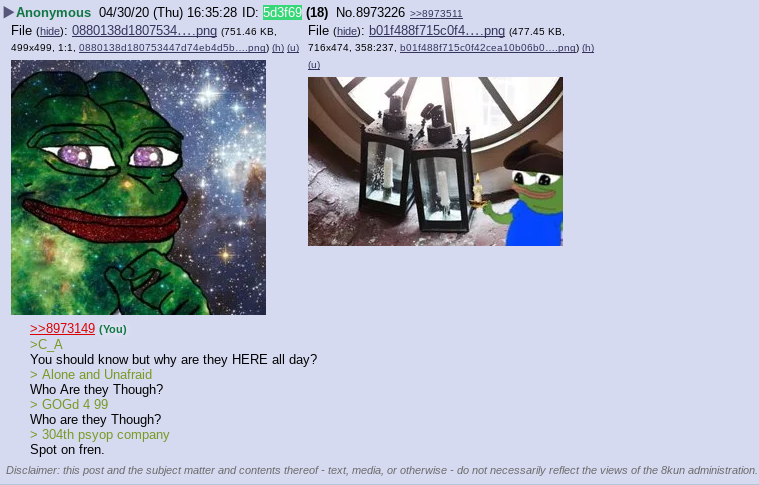 ▶Anonymous 04/30/20 (Thu) 16:35:28 ID: 5d3f69 (18) No.8973226 >>8973511
File (hide): 0880138d1807534….png (751.46 KB, 499x499, 1:1, 0880138d180753447d74eb4d5b….png) (h) (u)
File (hide): b01f488f715c0f4….png (477.45 KB, 716x474, 358:237, b01f488f715c0f42cea10b06b0….png) (h) (u)
>>8973149 (You)
>C_A
You should know but why are they HERE all day?
> Alone and Unafraid
Who Are they Though?
> GOGd 4 99
Who are they Though?
> 304th psyop company
Spot on fren.
Disclaimer: this post and the subject matter and contents thereof - text, media, or otherwise - do not necessarily reflect the views of the 8kun administration.